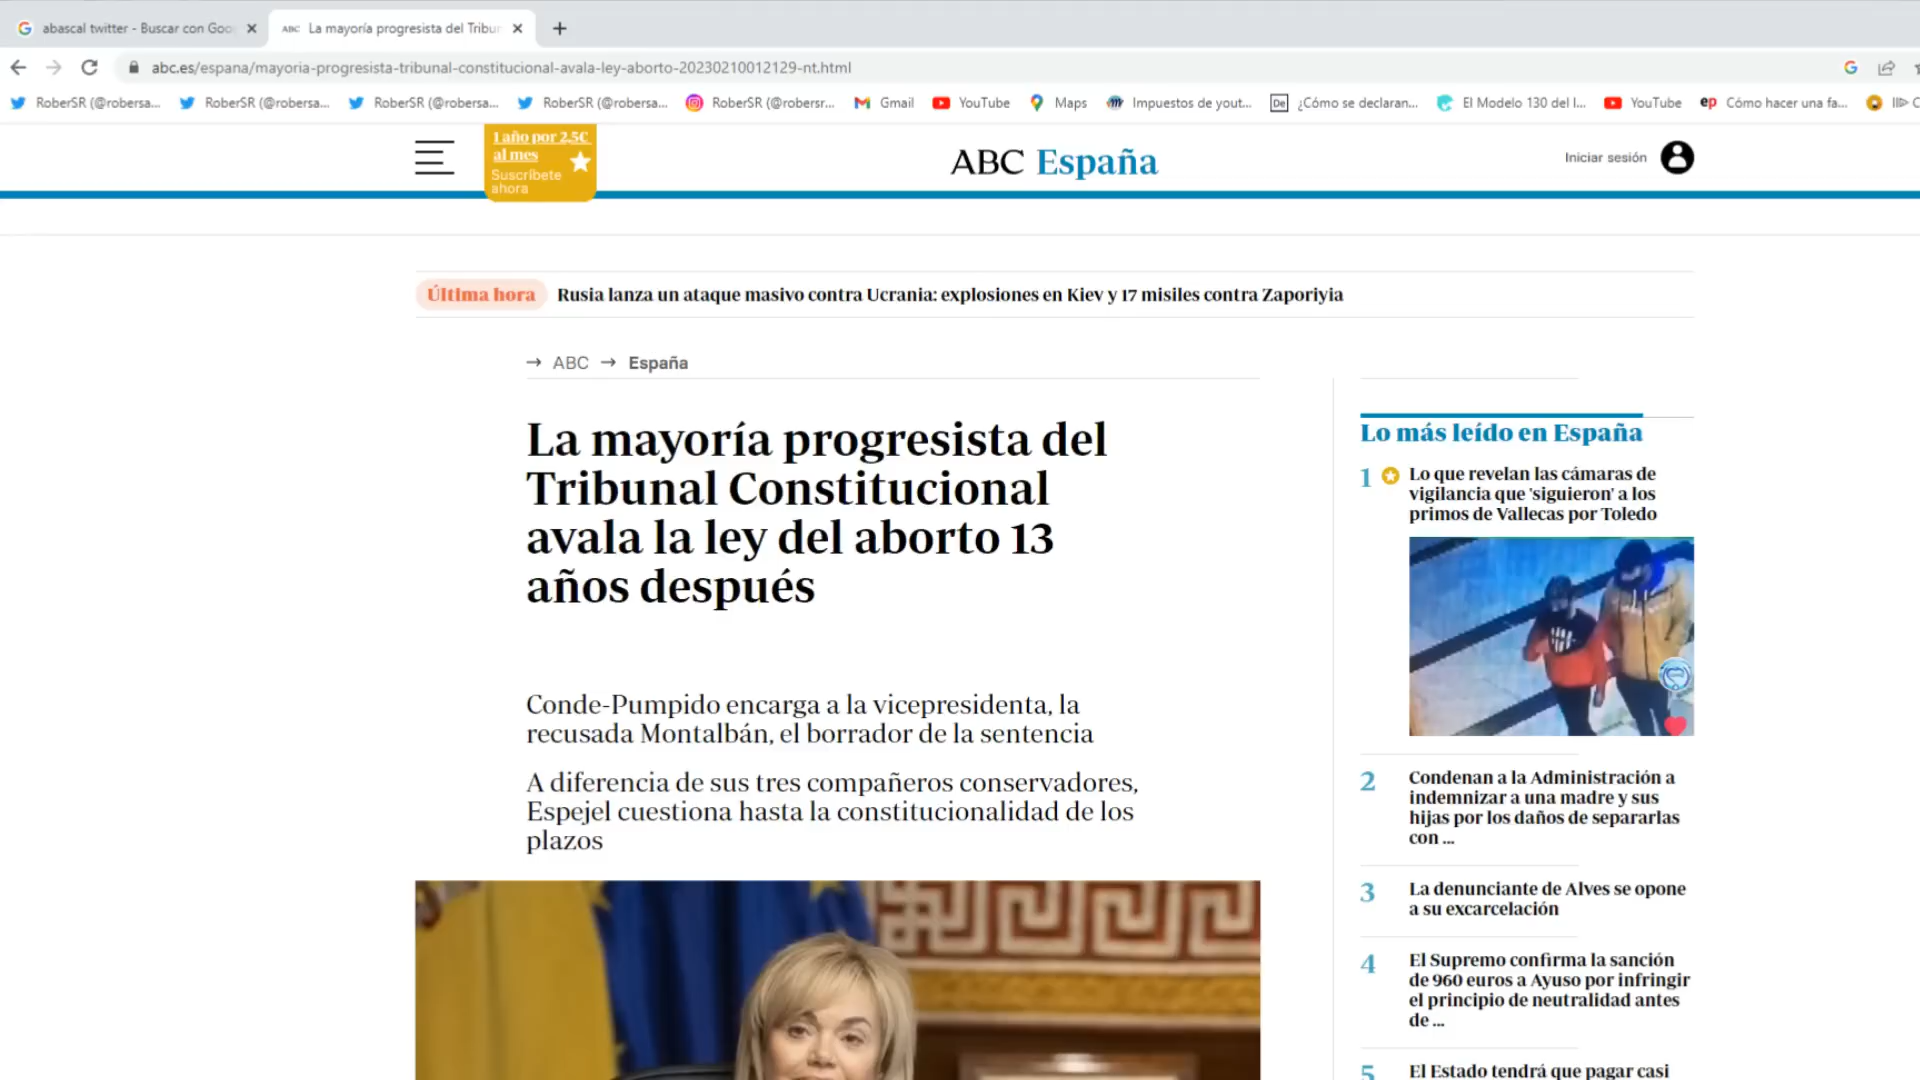 abascal twitter - Buscar con Goo
ABC La mayoría progresista del Tribun
abc.es/espana/mayoria-progresista-tribunal-constitucional-avala-ley-aborto-20230210012129-nt.html
RoberSR (@robersa...
RoberSR (@robersa...
RoberSR (@robersa...
RoberSR (@robersa...
RoberSR (@robersr...
Gmail
YouTube
Maps
Impuestos de yout...
De ¿Cómo se declaran...
El Modelo 130 del I...
YouTube
ep Cómo hacer una fa...
1 año por 2,5€
al mes
Suscríbete
ahora
ABC España
Iniciar sesión
Última hora Rusia lanza un ataque masivo contra Ucrania: explosiones en Kiev y 17 misiles contra Zaporiyia
→ ABC → España
La mayoría progresista del
Tribunal Constitucional
avala la ley del aborto 13
años después
Conde-Pumpido encarga a la vicepresidenta, la
recusada Montalbán, el borrador de la sentencia
A diferencia de sus tres compañeros conservadores,
Espejel cuestiona hasta la constitucionalidad de los
plazos
Lo más leído en España
1 Lo que revelan las cámaras de
vigilancia que 'siguieron' a los
primos de Vallecas por Toledo
2 Condenan a la Administración a
indemnizar a una madre y sus
hijas por los daños de separarlas
con ...
3 La denunciante de Alves se opone
a su excarcelación
4 El Supremo confirma la sanción
de 960 euros a Ayuso por infringir
el principio de neutralidad antes
de ...
5 El Estado tendrá que pagar casi